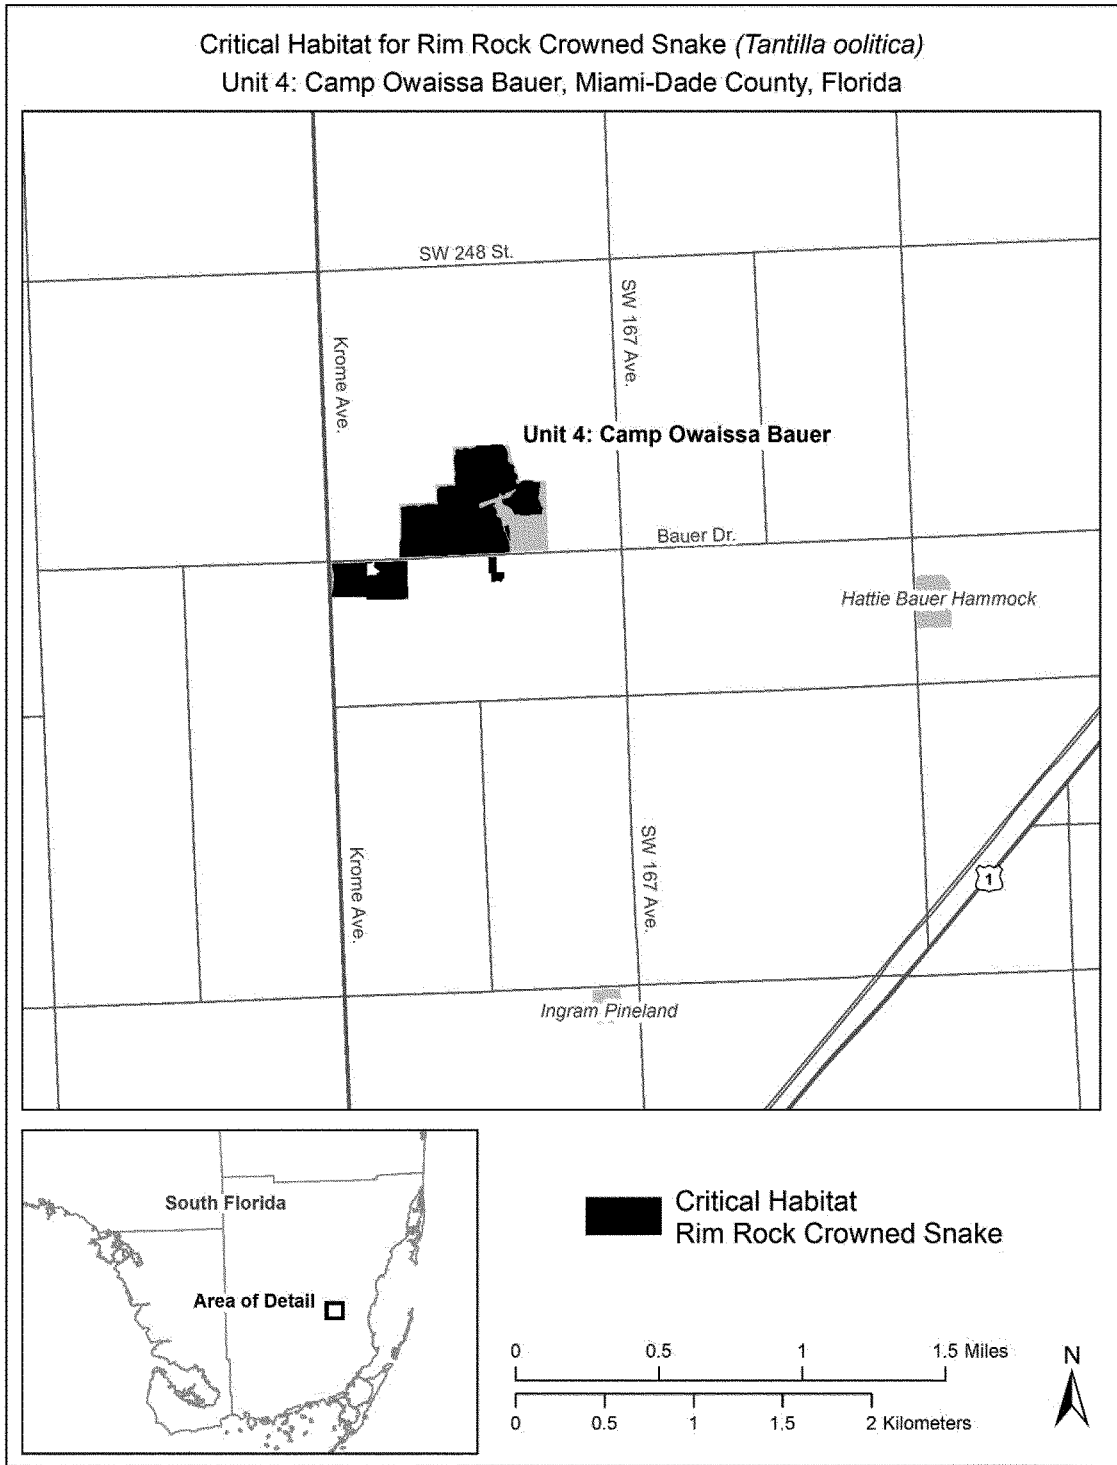 Critical Habitat for Rim Rock Crowned Snake (Tantilla oolitica)
Unit 4: Camp Owaissa Bauer, Miami-Dade County, Florida
SW 248 St.
SW 167 Ave.
Krome Ave.
Unit 4: Camp Owaissa Bauer
Bauer Dr.
Hattie Bauer Hammock
SW 167 Ave.
Krome Ave.
1
Ingram Pineland
South Florida
Area of Detail
Critical Habitat
Rim Rock Crowned Snake
0 0.5 1 1.5 Miles
0 0.5 1 1.5 2 Kilometers
N